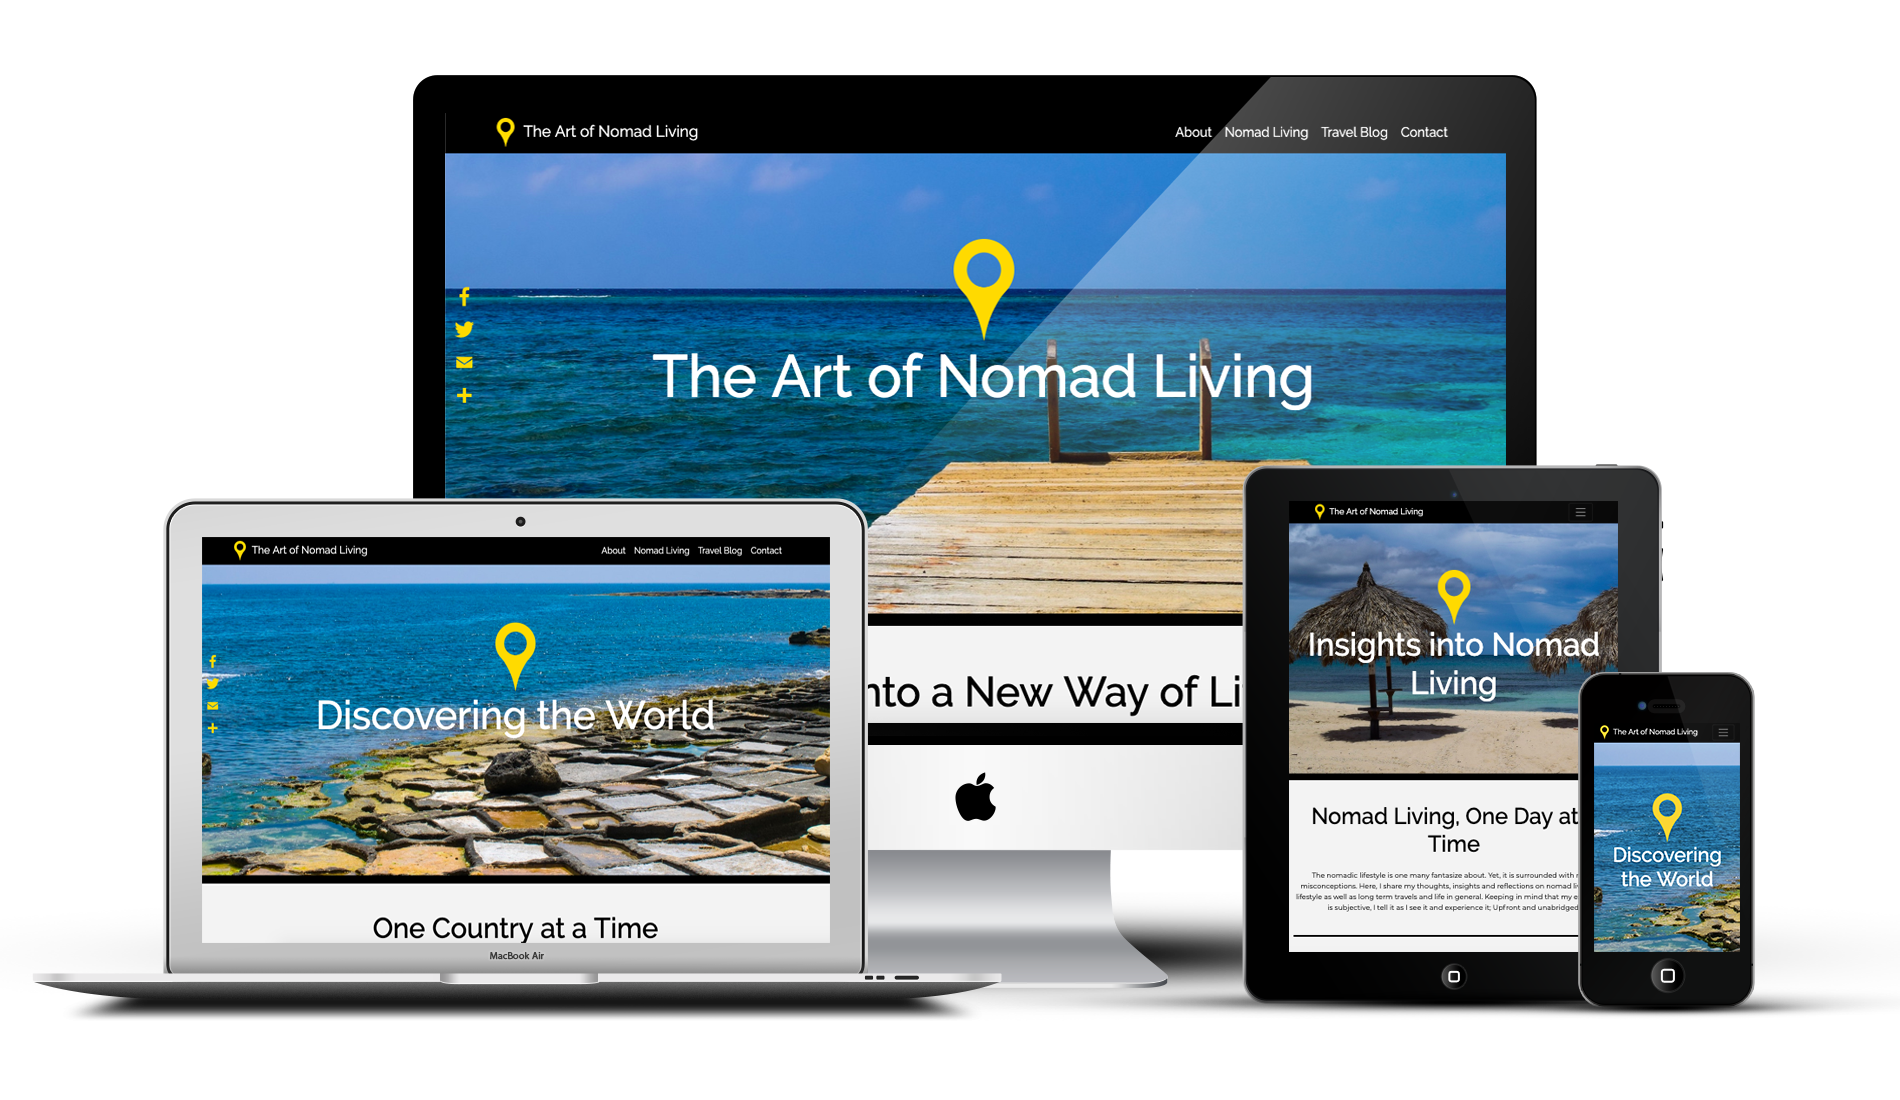 The Art of Nomad Living
About Nomad Living Travel Blog Contact
The Art of Nomad Living
into a New Way of Li
The Art of Nomad Living
About Nomad Living Travel Blog Contact
Discovering the World
One Country at a Time
MacBook Air
The Art of Nomad Living
Insights into Nomad
Living
Nomad Living, One Day at
Time
The nomadic lifestyle is one many fantasize about. Yet, it is surrounded with
misconceptions. Here, I share my thoughts, insights and reflections on nomad
lifestyle as well as long term travels and life in general. Keeping in mind that my
is subjective, I tell it as I see it and experience it; Upfront and unabridged
The Art of Nomad Living
Discovering
the World